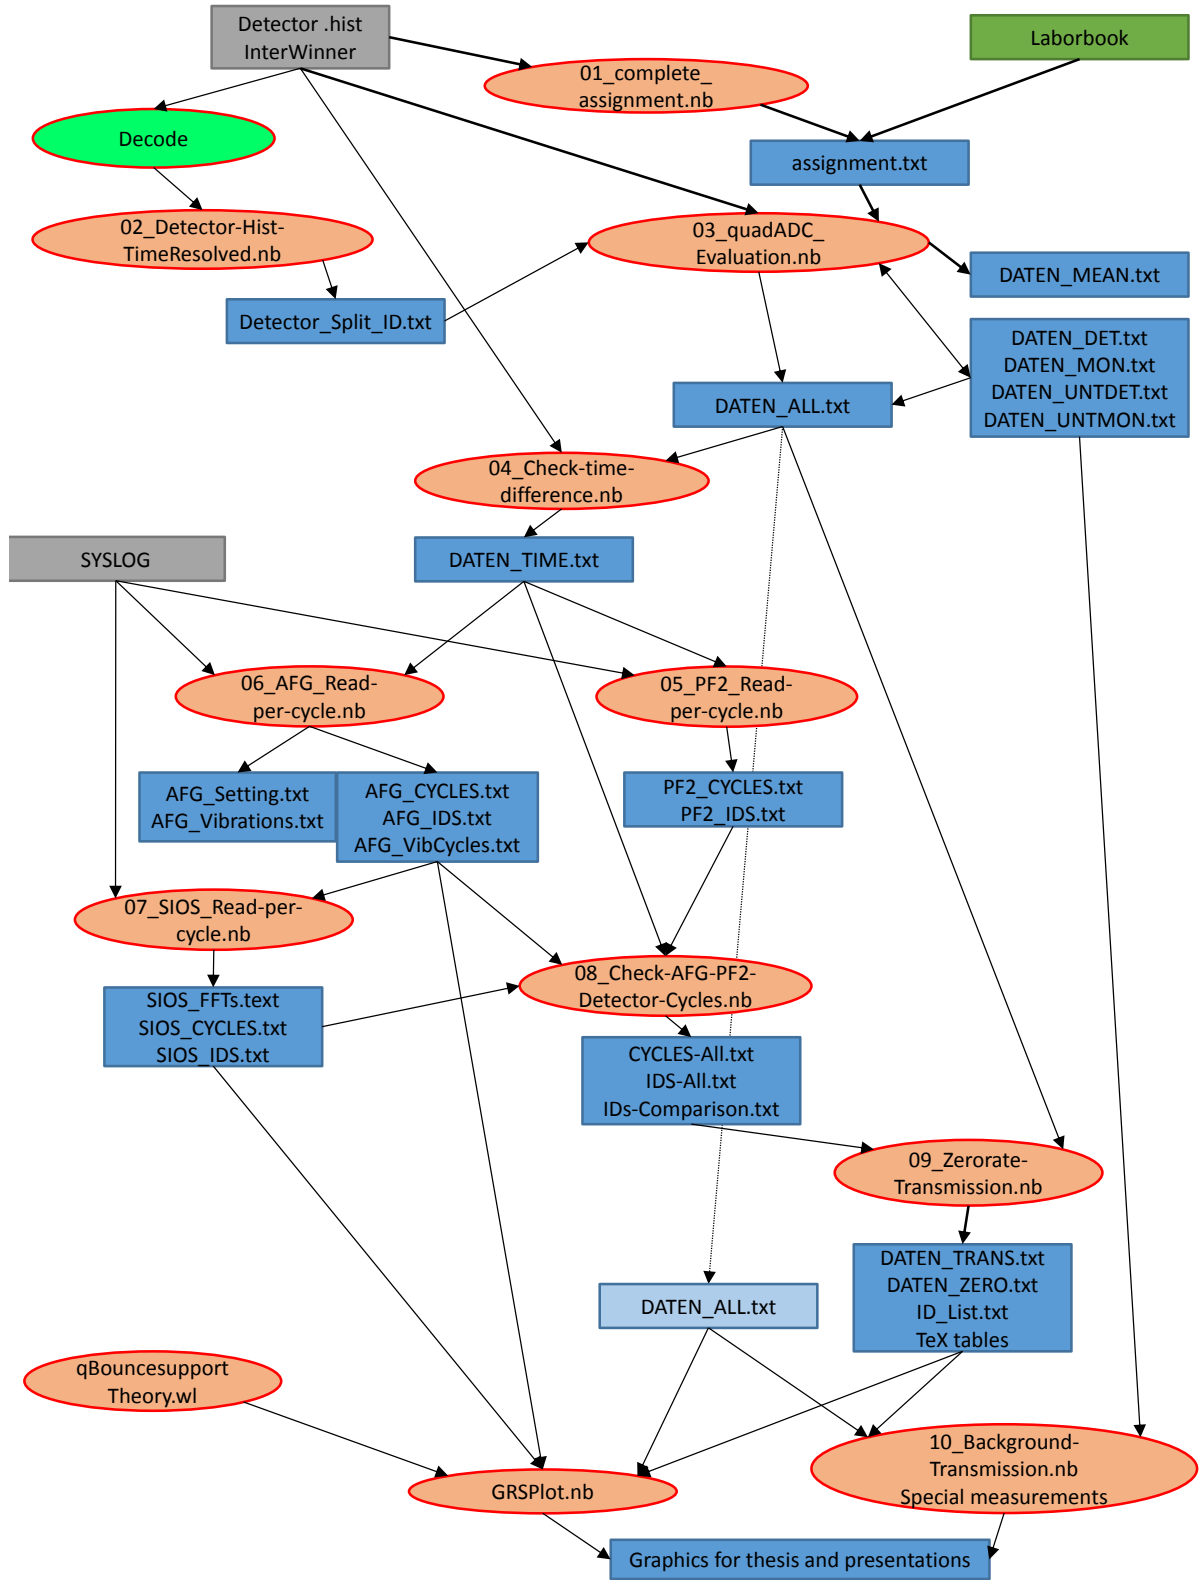 Detector .hist
InterWinner
Laborbook
01_complete_
assignment.nb
Decode
assignment.txt
02_Detector-Hist-
TimeResolved.nb
03_quadADC_
Evaluation.nb
DATEN_MEAN.txt
Detector_Split_ID.txt
DATEN_DET.txt
DATEN_MON.txt
DATEN_UNTDET.txt
DATEN_UNTMON.txt
DATEN_ALL.txt
04_Check-time-
difference.nb
SYSLOG
DATEN_TIME.txt
06_AFG_Read-
per-cycle.nb
05_PF2_Read-
per-cycle.nb
AFG_Setting.txt
AFG_Vibrations.txt
AFG_CYCLES.txt
AFG_IDS.txt
AFG_VibCycles.txt
PF2_CYCLES.txt
PF2_IDS.txt
07_SIOS_Read-per-
cycle.nb
08_Check-AFG-PF2-
Detector-Cycles.nb
SIOS_FFTs.text
SIOS_CYCLES.txt
SIOS_IDS.txt
CYCLES-All.txt
IDS-All.txt
IDs-Comparison.txt
09_Zerorate-
Transmission.nb
DATEN_TRANS.txt
DATEN_ZERO.txt
ID_List.txt
TeX tables
DATEN_ALL.txt
qBouncesupport
Theory.wl
10_Background-
Transmission.nb
Special measurements
GRSPlot.nb
Graphics for thesis and presentations